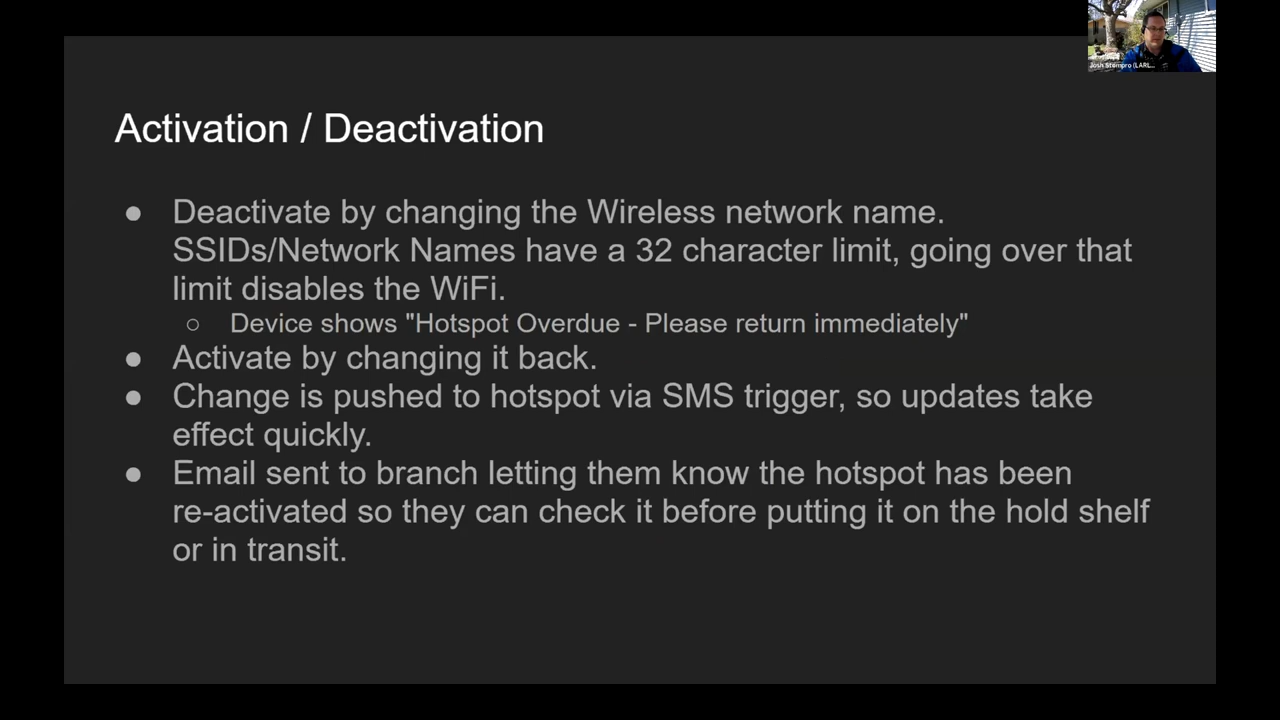 Josh Stompro (LARL...
Activation / Deactivation
● Deactivate by changing the Wireless network name.
SSIDs/Network Names have a 32 character limit, going over that
limit disables the WiFi.
○ Device shows "Hotspot Overdue - Please return immediately"
● Activate by changing it back.
● Change is pushed to hotspot via SMS trigger, so updates take
effect quickly.
● Email sent to branch letting them know the hotspot has been
re-activated so they can check it before putting it on the hold shelf
or in transit.